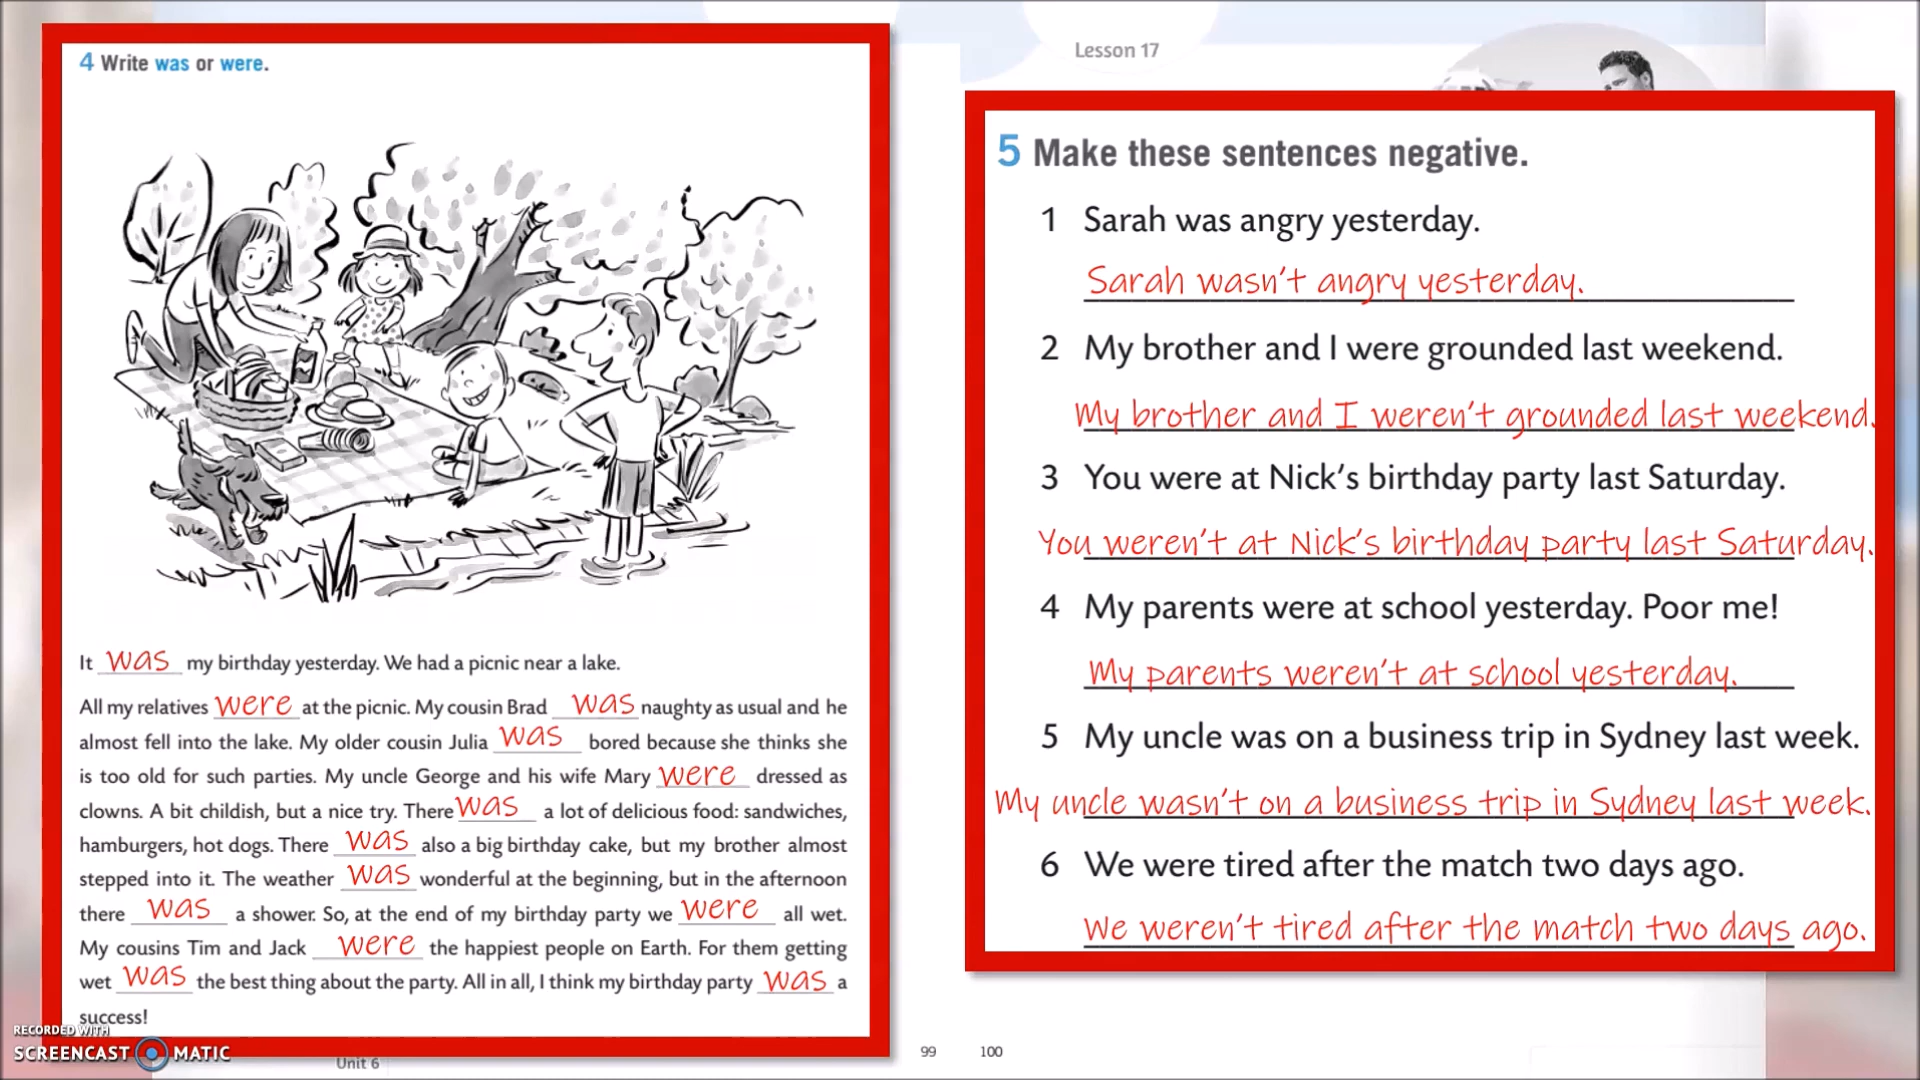 4 Write was or were.
It was my birthday yesterday. We had a picnic near a lake.
All my relatives were at the picnic. My cousin Brad was naughty as usual and he
almost fell into the lake. My older cousin Julia was bored because she thinks she
is too old for such parties. My uncle George and his wife Mary were dressed as
clowns. A bit childish, but a nice try. There was a lot of delicious food: sandwiches,
hamburgers, hot dogs. There was also a big birthday cake, but my brother almost
stepped into it. The weather was wonderful at the beginning, but in the afternoon
there was a shower. So, at the end of my birthday party we were all wet.
My cousins Tim and Jack were the happiest people on Earth. For them getting
wet was the best thing about the party. All in all, I think my birthday party was a
success!
RECORDED WITH
SCREENCAST MATIC
Unit 6
Lesson 17
5 Make these sentences negative.
1 Sarah was angry yesterday.
Sarah wasn't angry yesterday.
2 My brother and I were grounded last weekend.
My brother and I weren't grounded last weekend.
3 You were at Nick's birthday party last Saturday.
You weren't at Nick's birthday party last Saturday.
4 My parents were at school yesterday. Poor me!
My parents weren't at school yesterday.
5 My uncle was on a business trip in Sydney last week.
My uncle wasn't on a business trip in Sydney last week.
6 We were tired after the match two days ago.
We weren't tired after the match two days ago.
99 100